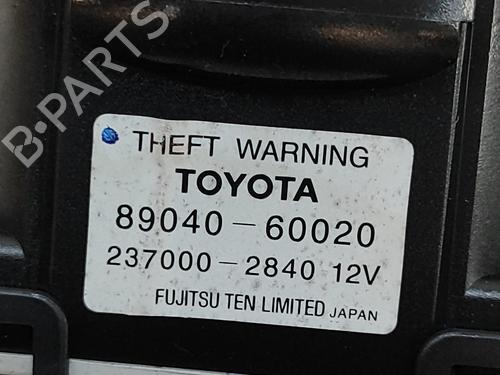 B-PARTS
THEFT WARNING
TOYOTA
89040-60020
237000-2840 12V
FUJITSU TEN LIMITED JAPAN